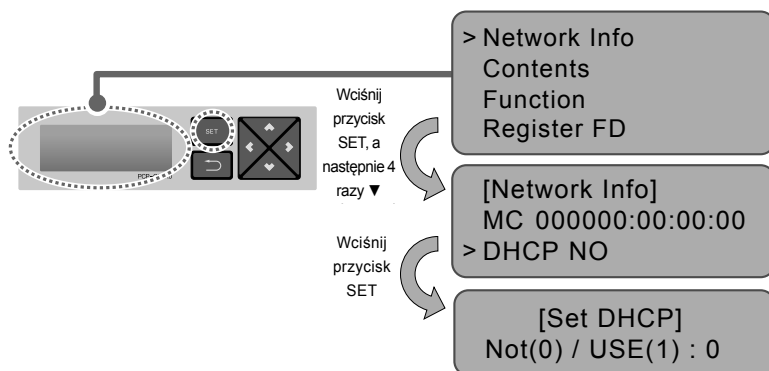 > Network Info
Contents
Function
Register FD
SET
Wciśnij
przycisk
SET, a
następnie 4
razy ▼
[Network Info]
MC 000000:00:00:00
> DHCP NO
Wciśnij
przycisk
SET
[Set DHCP]
Not(0) / USE(1) : 0